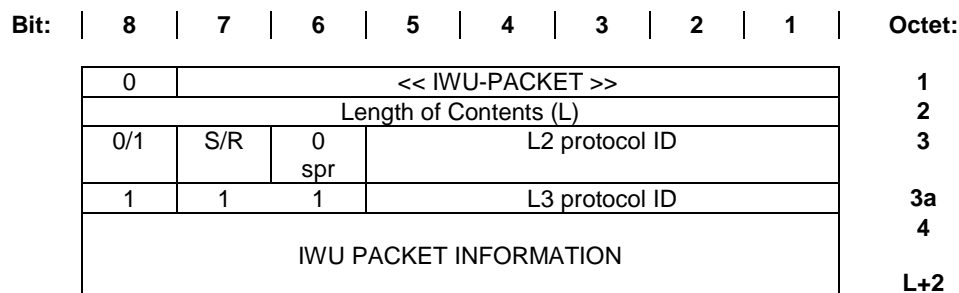 Bit: 8 7 6 5 4 3 2 1 Octet:
0 << IWU-PACKET >> 1
Length of Contents (L) 2
0/1 S/R 0 L2 protocol ID 3
spr
1 1 1 L3 protocol ID 3a
4
IWU PACKET INFORMATION
L+2